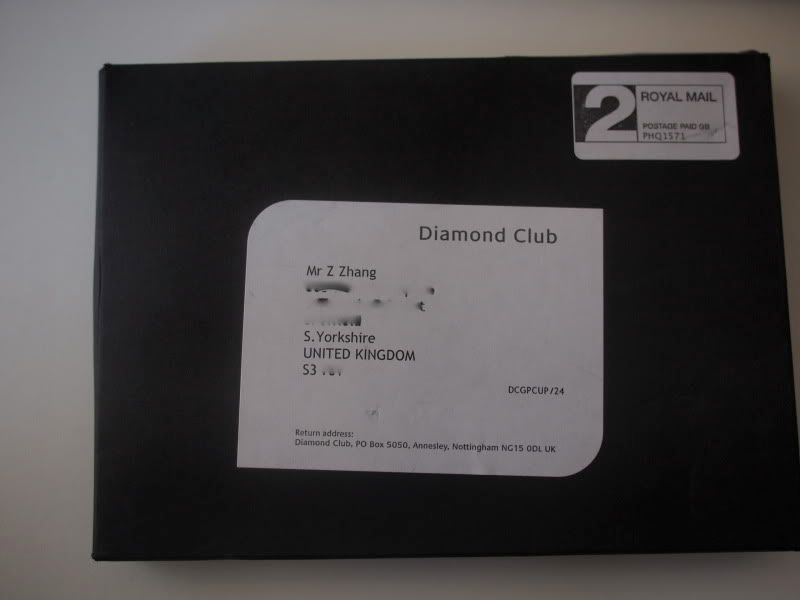 2 ROYAL MAIL
POSTAGE PAID GB
PHQ1571
Diamond Club
Mr Z Zhang
S.Yorkshire
UNITED KINGDOM
S3
DCGPCUP/24
Return address:
Diamond Club, PO Box 5050, Annesley, Nottingham NG15 0DL UK